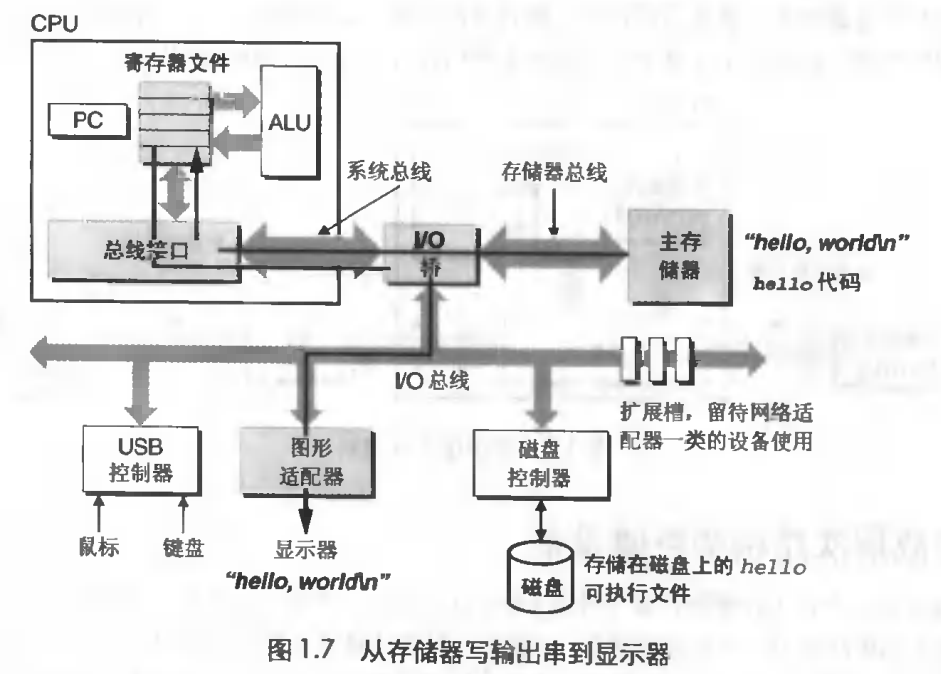 CPU
寄存器文件
PC
ALU
系统总线
存储器总线
总线接口
I/O
桥
主存
储器
"hello, world\n"
hello 代码
I/O 总线
扩展槽，留待网络适
配器一类的设备使用
USB
控制器
图形
适配器
磁盘
控制器
鼠标
键盘
显示器
"hello, world\n"
磁盘
存储在磁盘上的 hello
可执行文件
图 1.7 从存储器写输出串到显示器